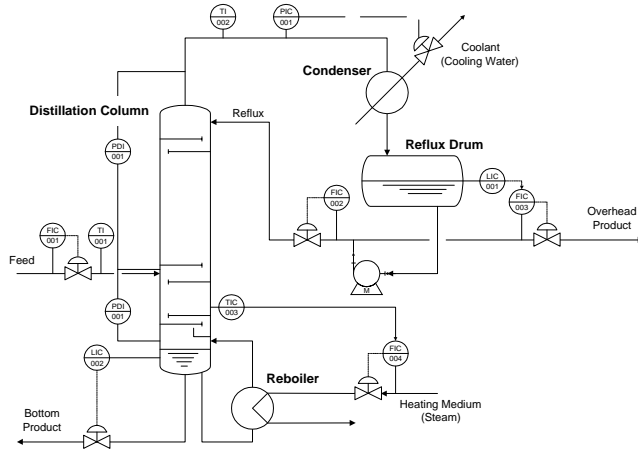 TI
002
PIC
001
Coolant
(Cooling Water)
Condenser
Distillation Column
Reflux
Reflux Drum
PDI
001
LIC
001
FIC
002
FIC
003
Overhead
Product
FIC
001
TI
001
Feed
M
PDI
001
TIC
003
LIC
002
FIC
004
Reboiler
Bottom
Product
Heating Medium
(Steam)